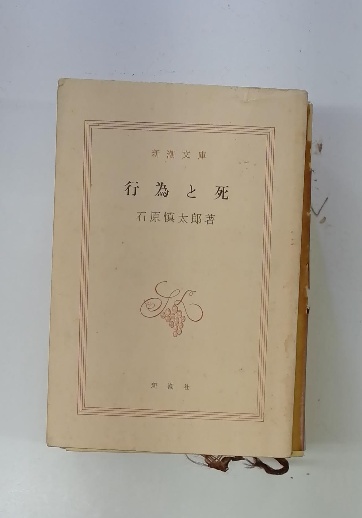 新潮文庫
行為と死
石原慎太郎著
新潮社